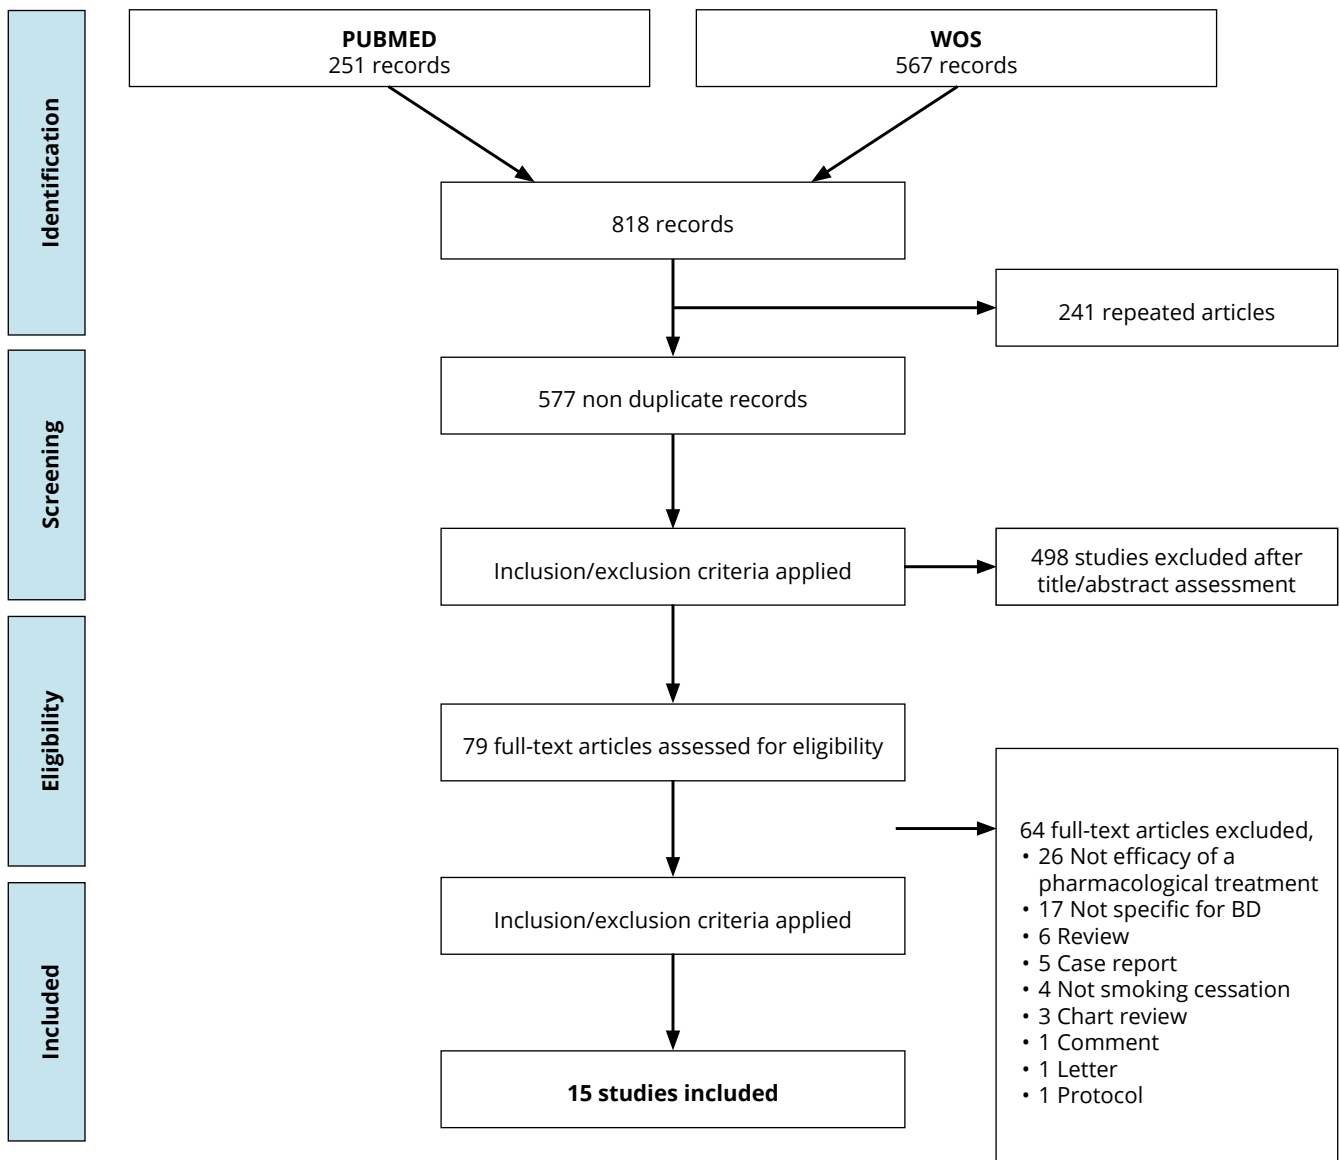 Identification
PUBMED
251 records
WOS
567 records
818 records
241 repeated articles
Screening
577 non duplicate records
Inclusion/exclusion criteria applied
498 studies excluded after
title/abstract assessment
Eligibility
79 full-text articles assessed for eligibility
64 full-text articles excluded,
• 26 Not efficacy of a
pharmacological treatment
• 17 Not specific for BD
• 6 Review
• 5 Case report
• 4 Not smoking cessation
• 3 Chart review
• 1 Comment
• 1 Letter
• 1 Protocol
Included
Inclusion/exclusion criteria applied
15 studies included